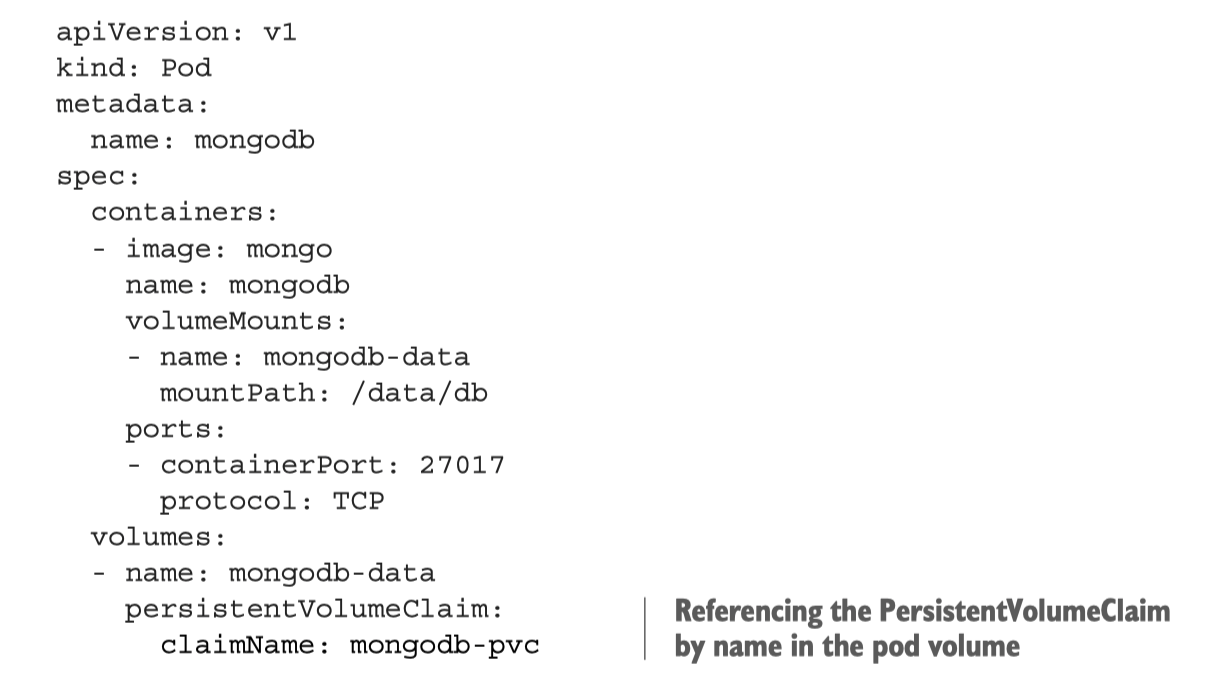 apiVersion: v1
kind: Pod
metadata:
  name: mongodb
spec:
  containers:
  - image: mongo
    name: mongodb
    volumeMounts:
    - name: mongodb-data
      mountPath: /data/db
    ports:
    - containerPort: 27017
      protocol: TCP
  volumes:
  - name: mongodb-data
    persistentVolumeClaim:
      claimName: mongodb-pvc
Referencing the PersistentVolumeClaim
by name in the pod volume